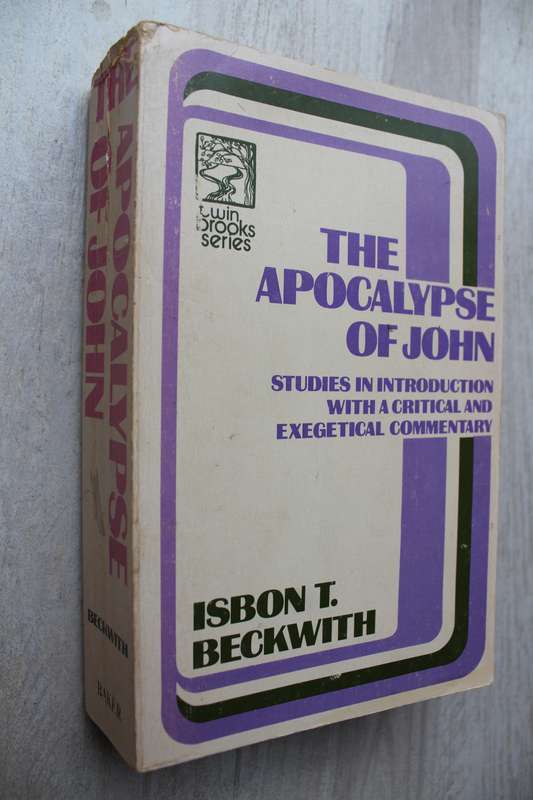 twin
brooks
series
THE
APOCALYPSE
OF JOHN
STUDIES IN INTRODUCTION
WITH A CRITICAL AND
EXEGETICAL COMMENTARY
ISBON T.
BECKWITH
THE APOCALYPSE
OF JOHN
BECKWITH
BAKER